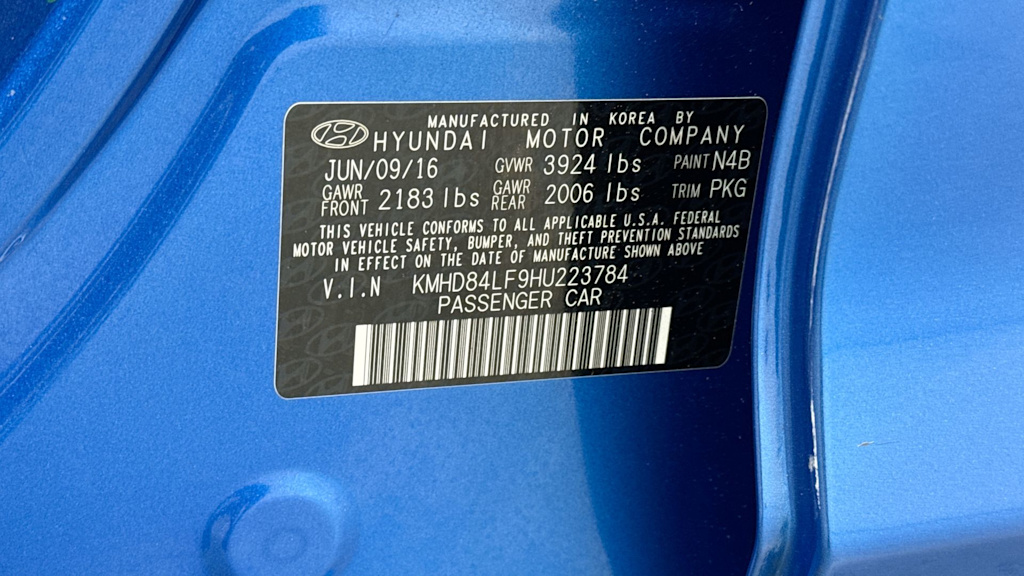 MANUFACTURED IN KOREA BY
HYUNDAI MOTOR COMPANY
JUN/09/16 GVWR 3924 lbs PAINT N4B
GAWR FRONT 2183 lbs GAWR REAR 2006 lbs TRIM PKG
THIS VEHICLE CONFORMS TO ALL APPLICABLE U.S.A. FEDERAL
MOTOR VEHICLE SAFETY, BUMPER, AND THEFT PREVENTION STANDARDS
IN EFFECT ON THE DATE OF MANUFACTURE SHOWN ABOVE
V.I.N KMHD84LF9HU223784
PASSENGER CAR